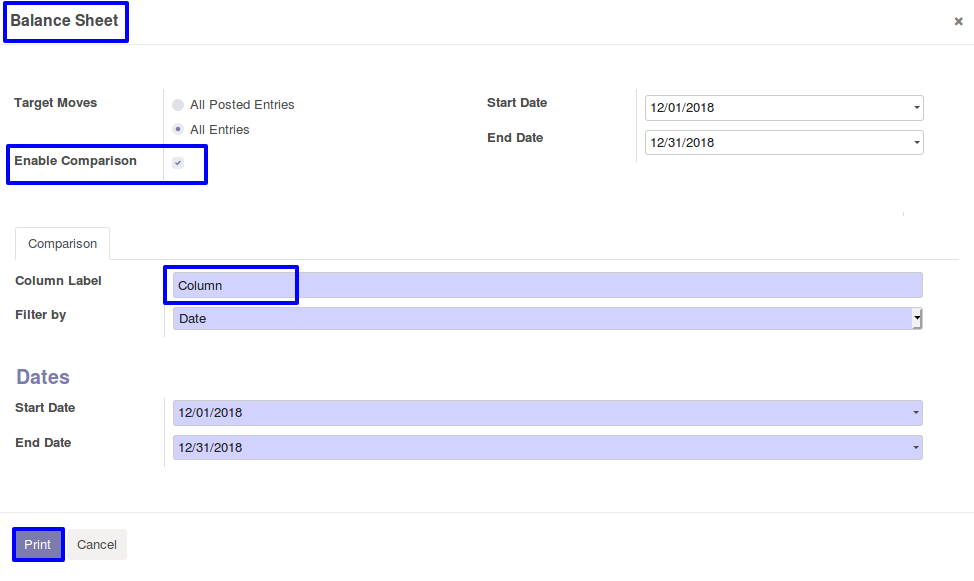 Balance Sheet ×
Target Moves
All Posted Entries
All Entries
Enable Comparison
Start Date 12/01/2018
End Date 12/31/2018
Comparison
Column Label Column
Filter by Date
Dates
Start Date 12/01/2018
End Date 12/31/2018
Print Cancel